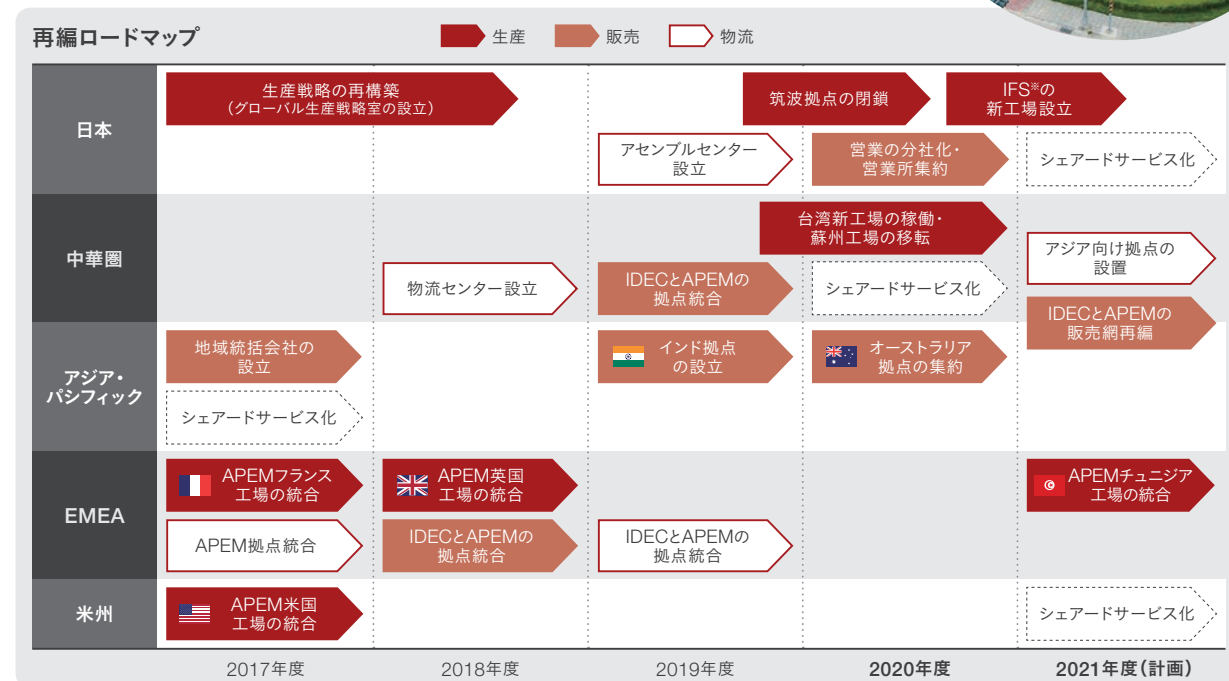 再編ロードマップ
生産
販売
物流
日本
生産戦略の再構築
(グローバル生産戦略室の設立)
筑波拠点の閉鎖
IFS※の
新工場設立
アセンブルセンター
設立
営業の分社化・
営業所集約
シェアードサービス化
中華圏
台湾新工場の稼働・
蘇州工場の移転
物流センター設立
IDECとAPEMの
拠点統合
シェアードサービス化
アジア向け拠点の
設置
IDECとAPEMの
販売網再編
アジア・
パシフィック
地域統括会社の
設立
インド拠点
の設立
オーストラリア
拠点の集約
シェアードサービス化
EMEA
APEMフランス
工場の統合
APEM英国
工場の統合
APEMチュニジア
工場の統合
APEM拠点統合
IDECとAPEMの
拠点統合
IDECとAPEMの
拠点統合
米州
APEM米国
工場の統合
シェアードサービス化
2017年度
2018年度
2019年度
2020年度
2021年度(計画)